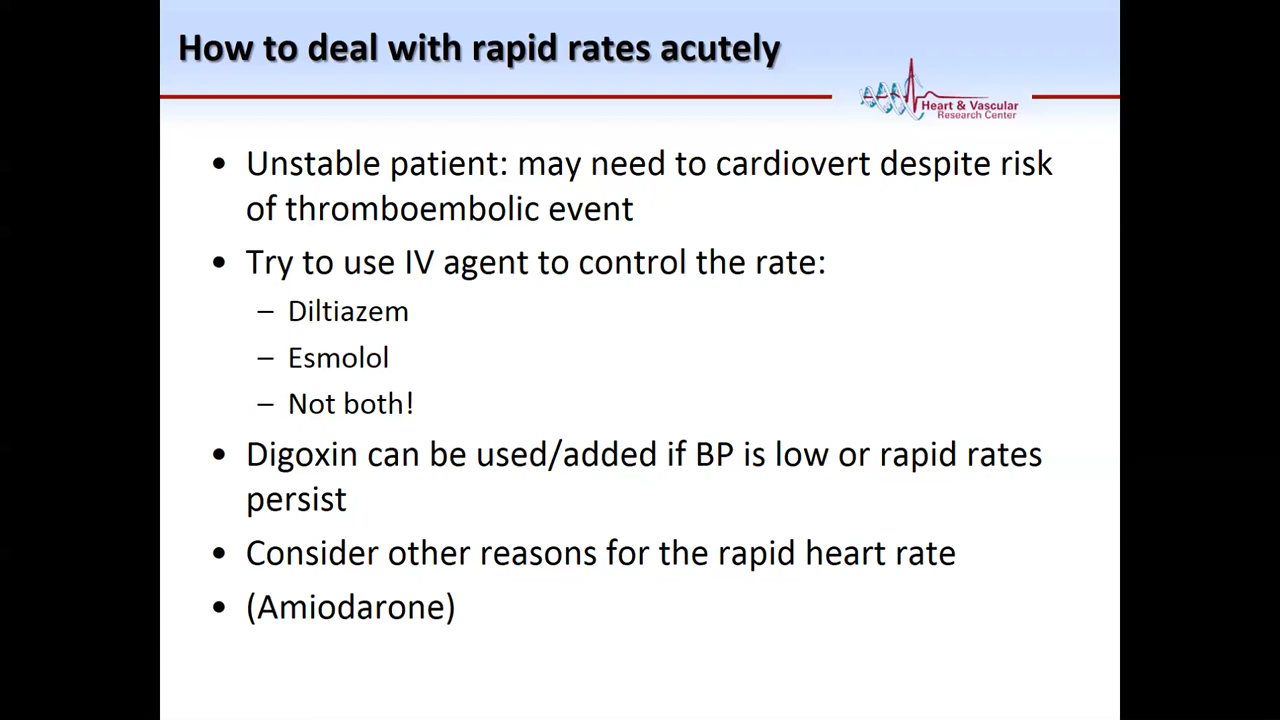 How to deal with rapid rates acutely
Heart & Vascular
Research Center
• Unstable patient: may need to cardiovert despite risk
of thromboembolic event
• Try to use IV agent to control the rate:
– Diltiazem
– Esmolol
– Not both!
• Digoxin can be used/added if BP is low or rapid rates
persist
• Consider other reasons for the rapid heart rate
• (Amiodarone)